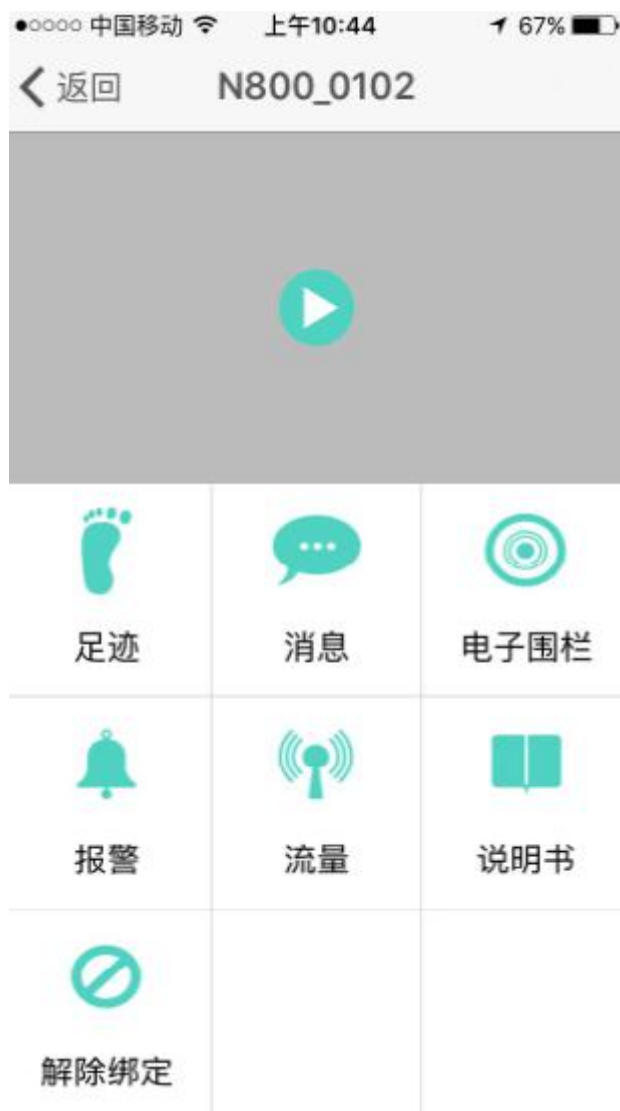 中国移动 上午10:44 67%
返回 N800_0102
足迹 消息 电子围栏
报警 流量 说明书
解除绑定